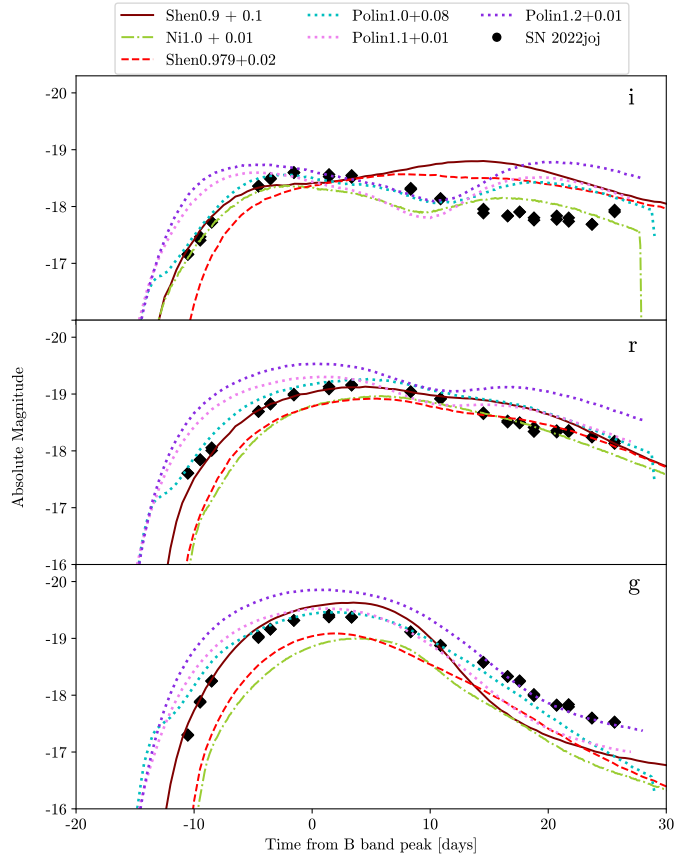 Shen0.9 + 0.1
Ni1.0 + 0.01
Shen0.979+0.02
Polin1.0+0.08
Polin1.1+0.01
Polin1.2+0.01
SN 2022joj
i
-20
-19
-18
-17
r
-20
-19
-18
-17
-16
g
-20
-19
-18
-17
-16
Absolute Magnitude
-20
-10
0
10
20
30
Time from B band peak [days]